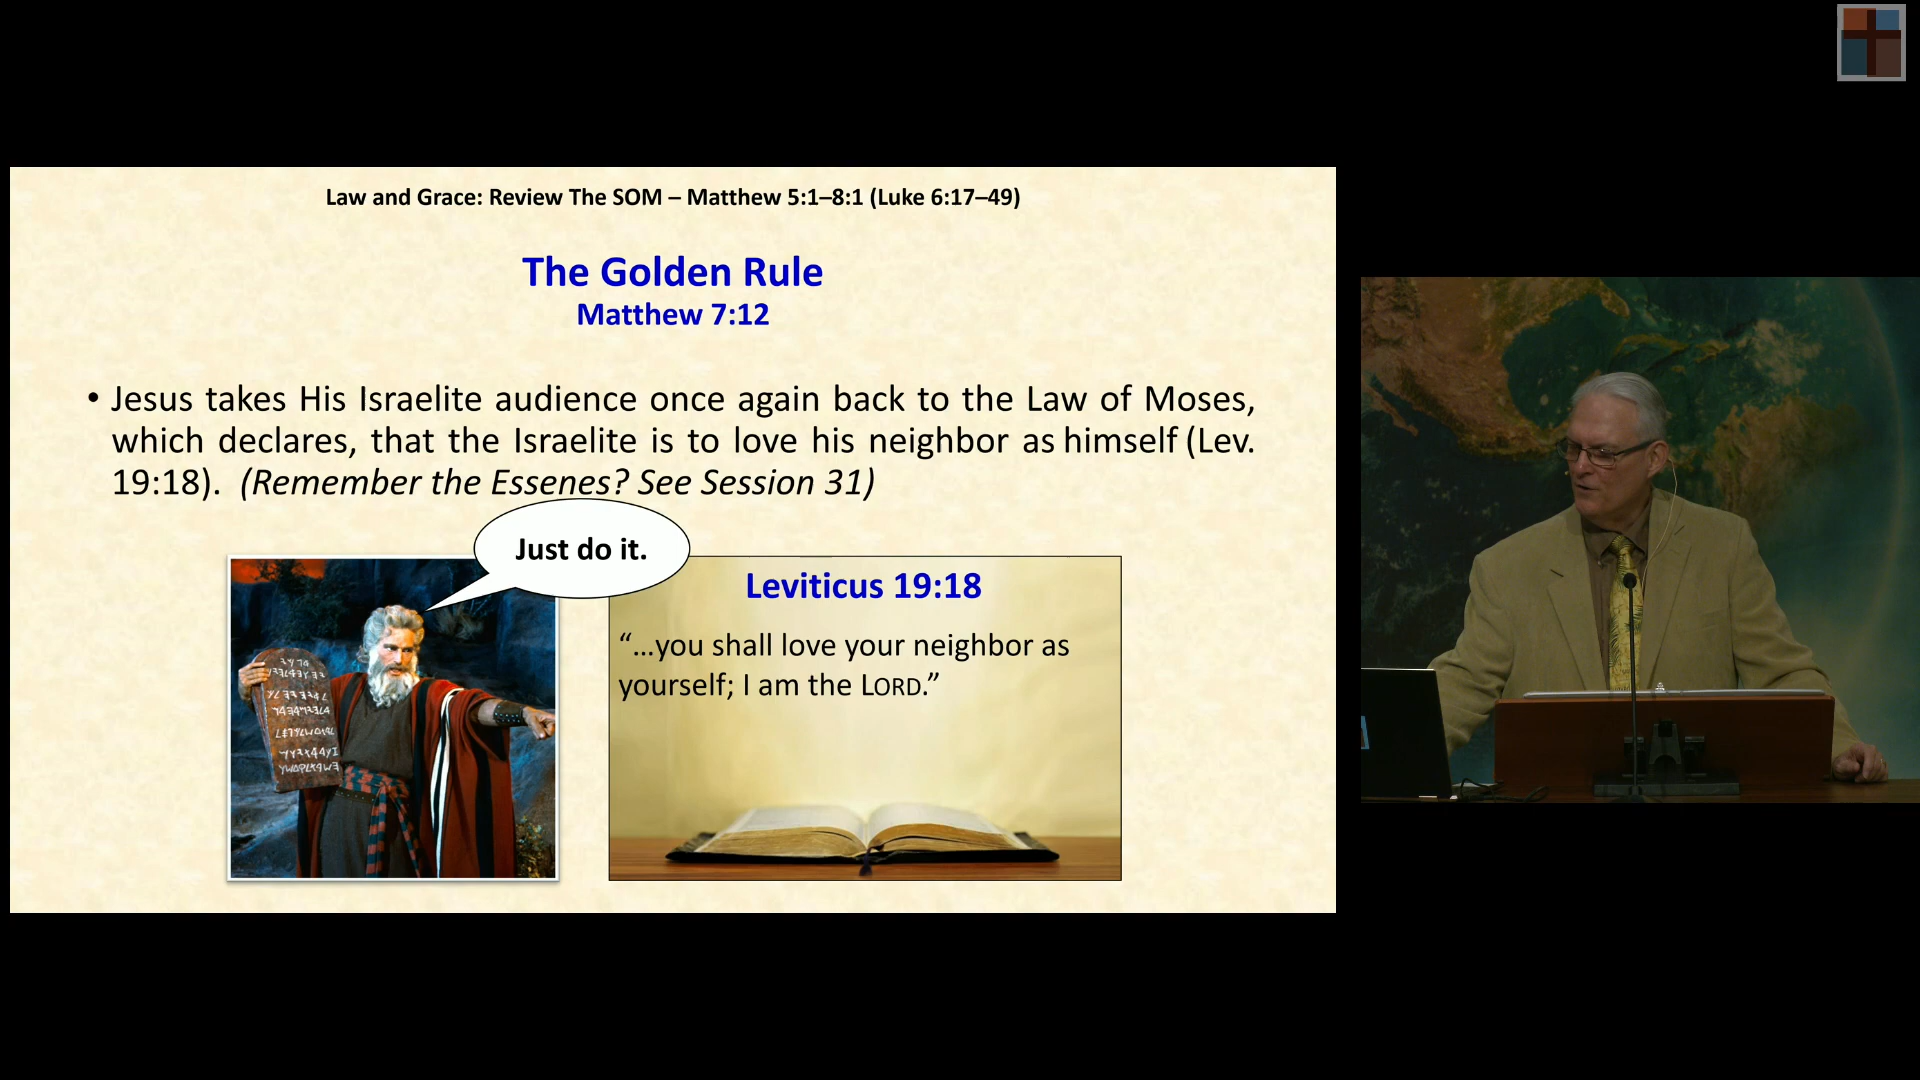 Law and Grace: Review The SOM – Matthew 5:1–8:1 (Luke 6:17–49)
The Golden Rule
Matthew 7:12
• Jesus takes His Israelite audience once again back to the Law of Moses,
which declares, that the Israelite is to love his neighbor as himself (Lev.
19:18). (Remember the Essenes? See Session 31)
Just do it.
Leviticus 19:18
“...you shall love your neighbor as
yourself; I am the LORD.”